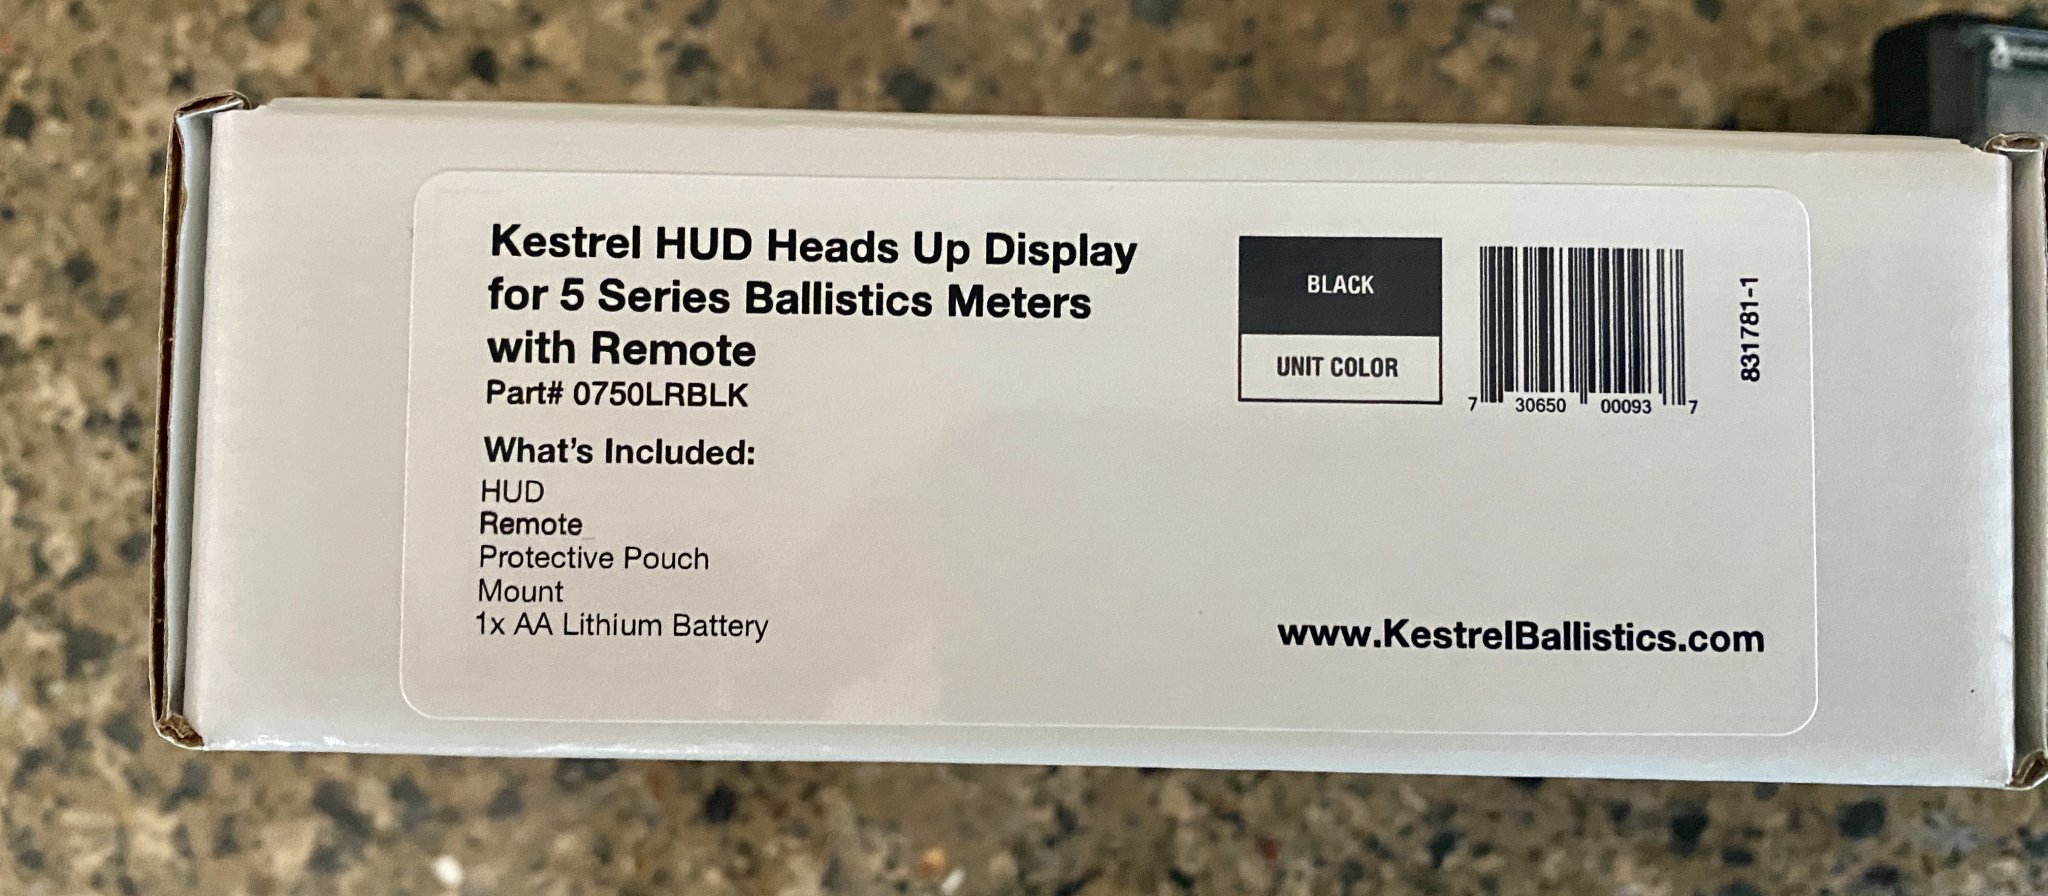 Kestrel HUD Heads Up Display
for 5 Series Ballistics Meters
with Remote
Part# 0750LRBLK
What's Included:
HUD
Remote
Protective Pouch
Mount
1x AA Lithium Battery
BLACK
UNIT COLOR
7 30650 00093 7
831781-1
www.KestrelBallistics.com